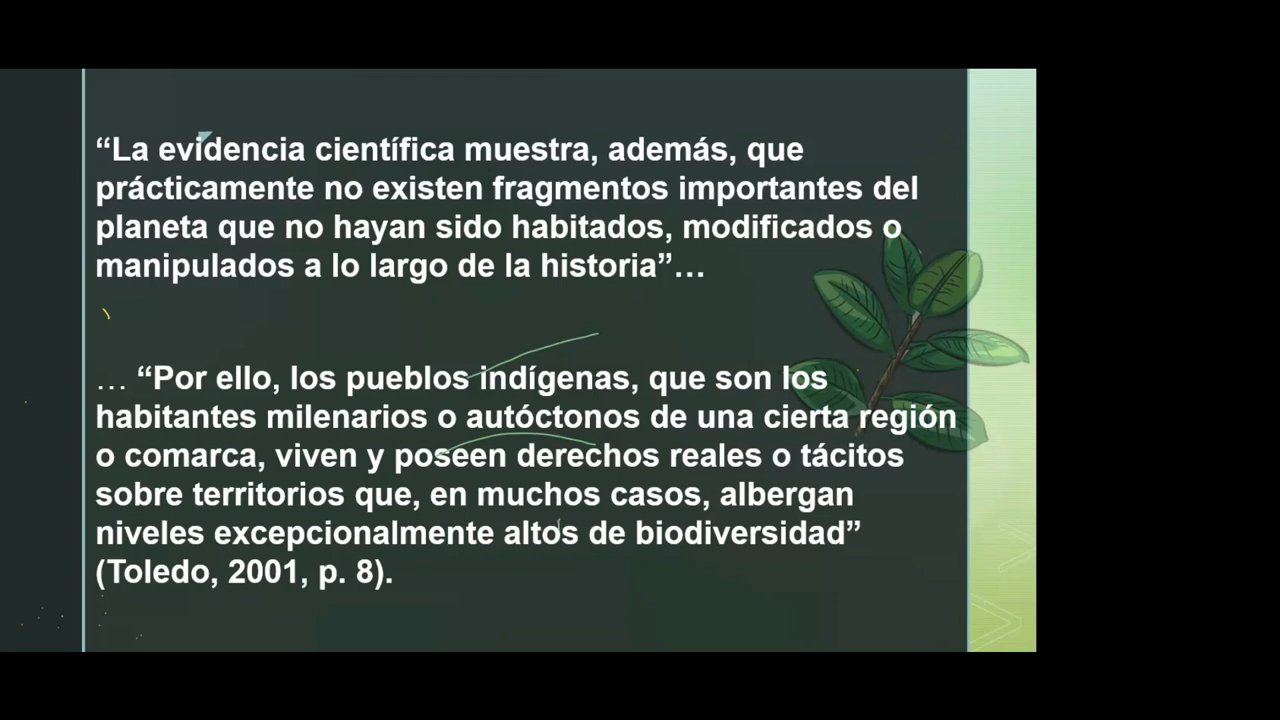 “La evidencia científica muestra, además, que
prácticamente no existen fragmentos importantes del
planeta que no hayan sido habitados, modificados o
manipulados a lo largo de la historia”…
… “Por ello, los pueblos indígenas, que son los
habitantes milenarios o autóctonos de una cierta región
o comarca, viven y poseen derechos reales o tácitos
sobre territorios que, en muchos casos, albergan
niveles excepcionalmente altos de biodiversidad”
(Toledo, 2001, p. 8).